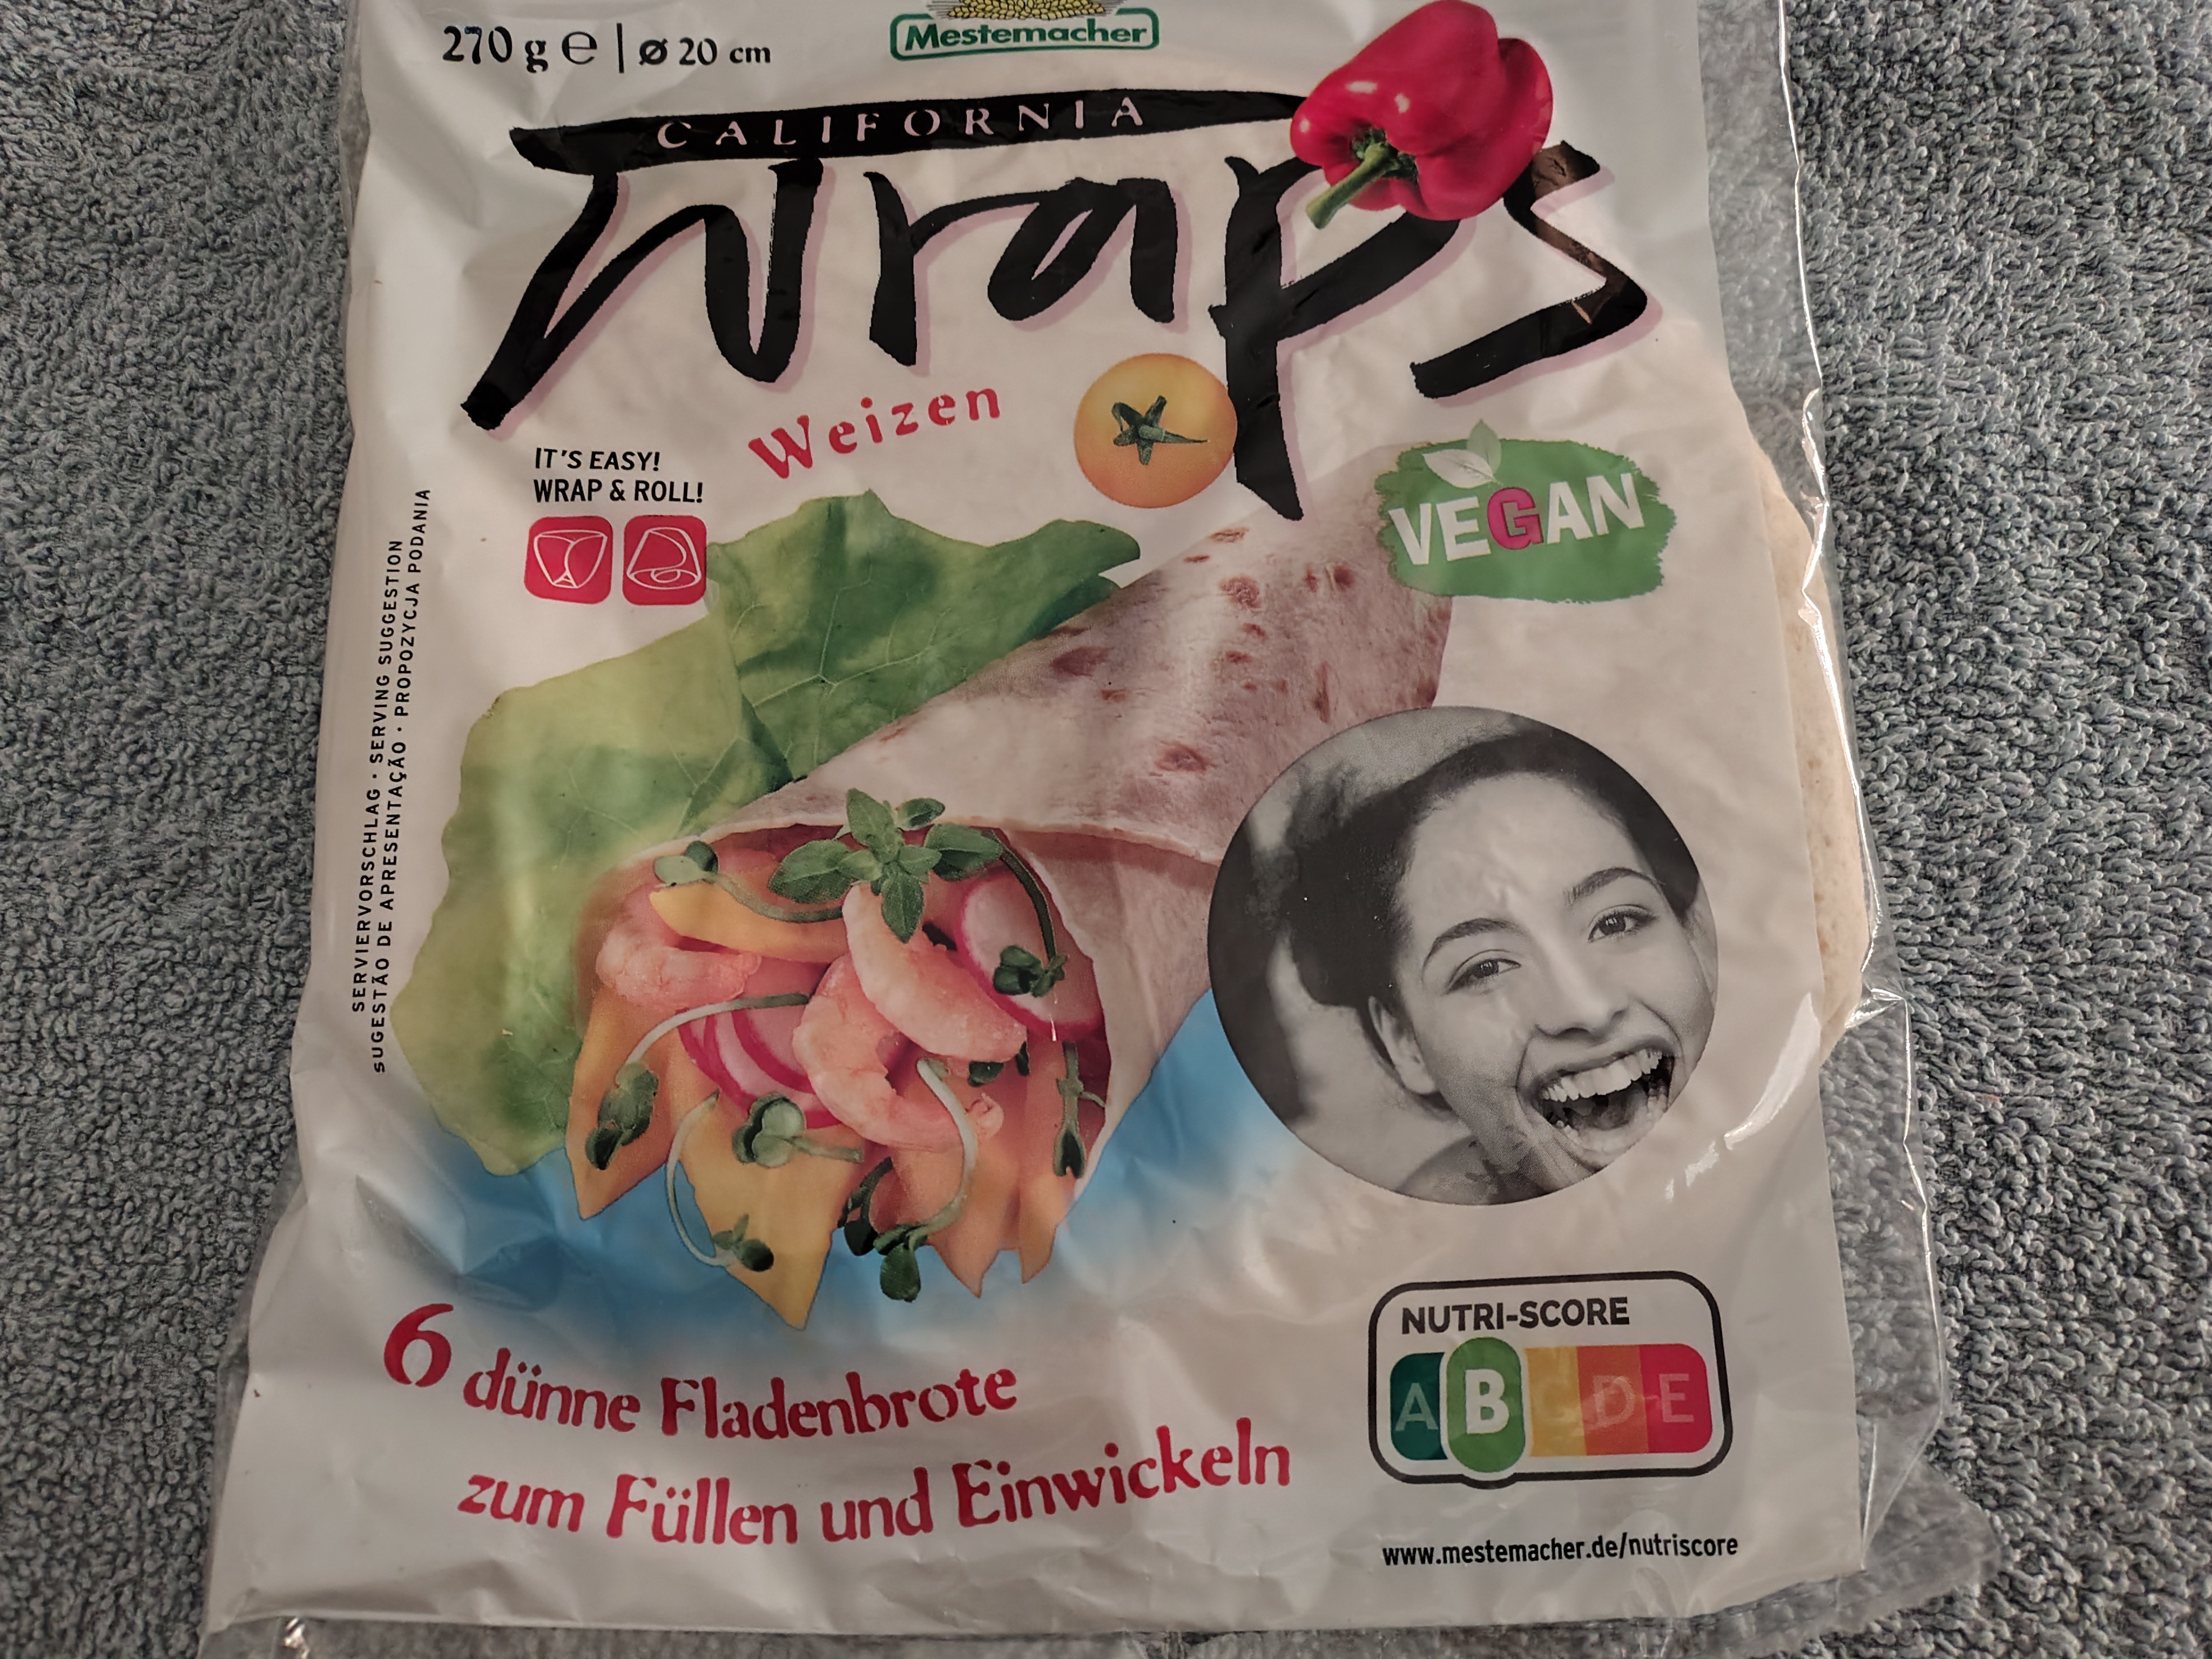 270 g ℮ | ø 20 cm
Mestemacher
CALIFORNIA
Wraps
Weizen
IT'S EASY!
WRAP & ROLL!
VEGAN
SERVIERVORSCHLAG · SERVING SUGGESTION
SUGESTÃO DE APRESENTAÇÃO · PROPOZYCJA PODANIA
6 dünne Fladenbrote
zum Füllen und Einwickeln
NUTRI-SCORE
A B C D E
www.mestemacher.de/nutriscore